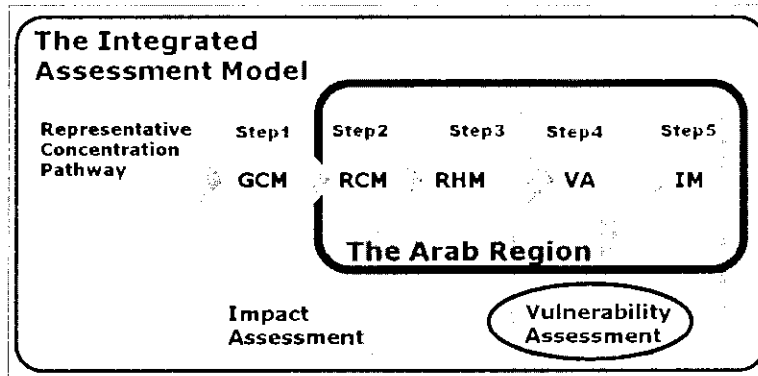 The Integrated
Assessment Model
Representative
Concentration
Pathway
Step1 Step2 Step3 Step4 Step5
GCM RCM RHM VA IM
The Arab Region
Impact
Assessment
Vulnerability
Assessment